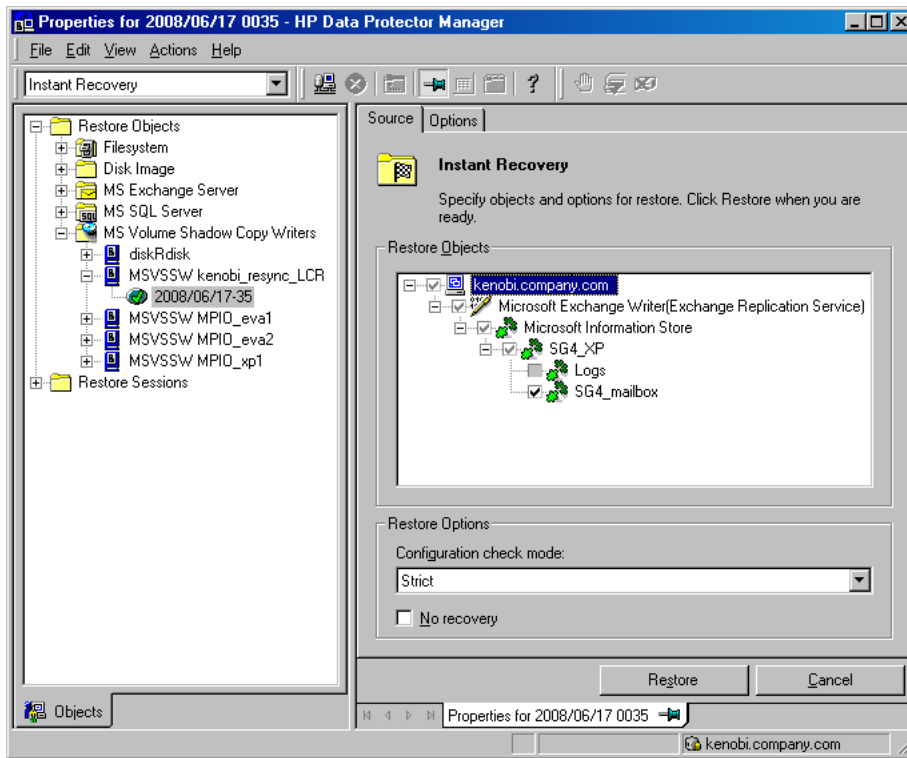 Properties for 2008/06/17 0035 - HP Data Protector Manager
File Edit View Actions Help
Instant Recovery
Restore Objects
Filesystem
Disk Image
MS Exchange Server
MS SQL Server
MS Volume Shadow Copy Writers
diskRdisk
MSVSSW kenobi_resync_LCR
2008/06/17-35
MSVSSW MPIO_eva1
MSVSSW MPIO_eva2
MSVSSW MPIO_xp1
Restore Sessions
Objects
Source Options
Instant Recovery
Specify objects and options for restore. Click Restore when you are
ready.
Restore Objects
kenobi.company.com
Microsoft Exchange Writer(Exchange Replication Service)
Microsoft Information Store
SG4_XP
Logs
SG4_mailbox
Restore Options
Configuration check mode:
Strict
No recovery
Restore Cancel
Properties for 2008/06/17 0035
kenobi.company.com